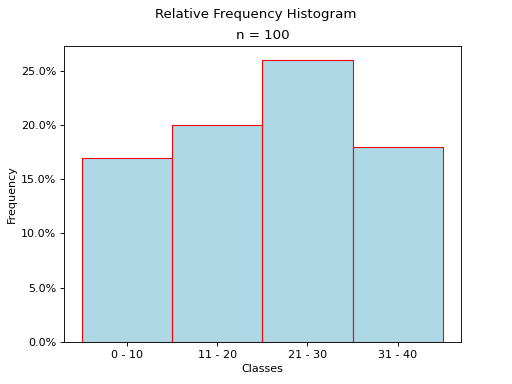 Relative Frequency Histogram
n = 100
25.0%
20.0%
15.0%
10.0%
5.0%
0.0%
Frequency
0 - 10 11 - 20 21 - 30 31 - 40
Classes